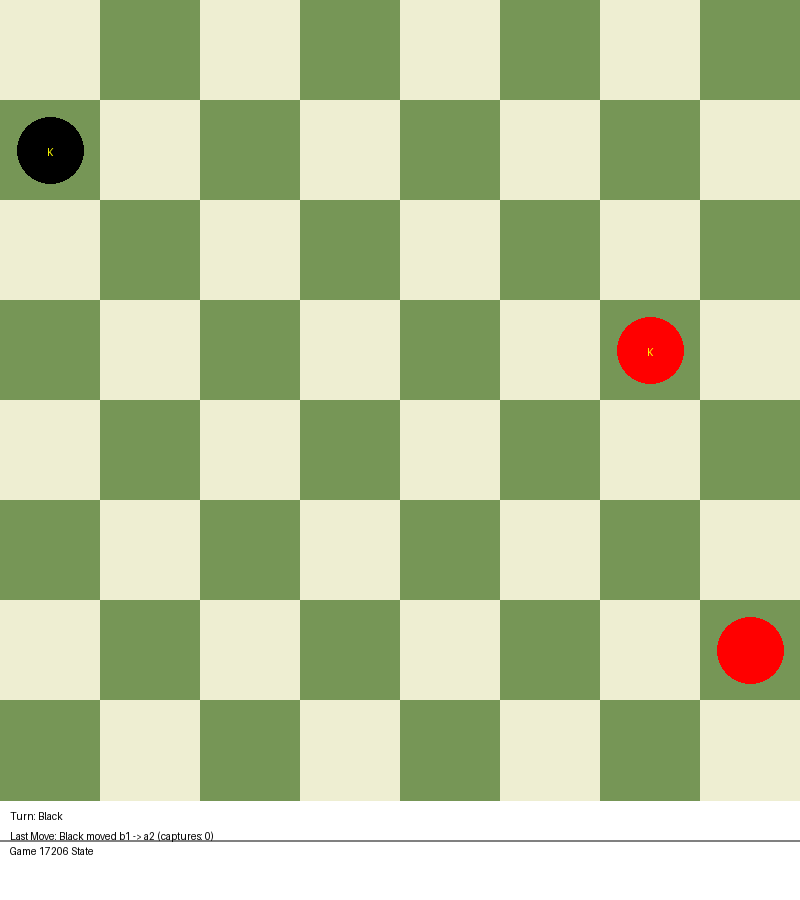 K
K
Turn: Black
Last Move: Black moved b1 -> a2 (captures: 0)
Game 17206 State